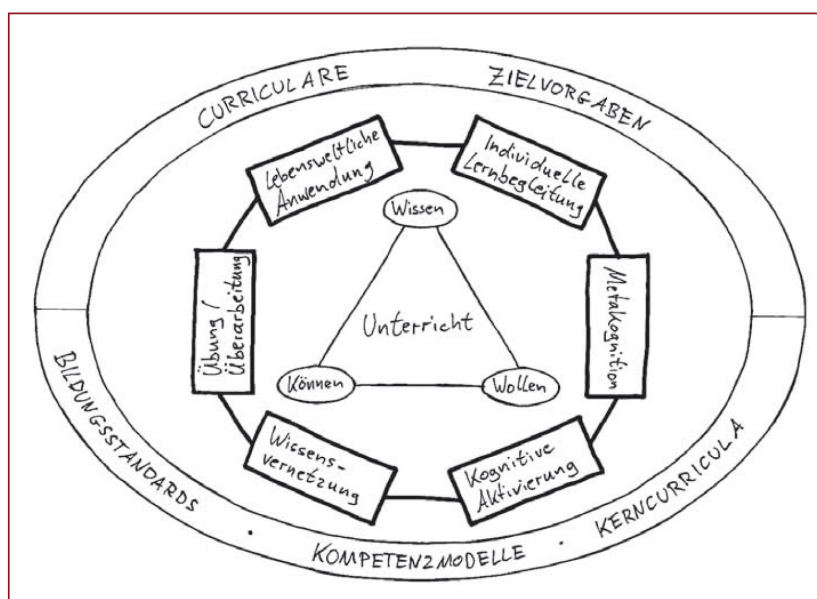 CURRICULARE ZIELVORGABEN
Lebensweltliche
Anwendung
Individuelle
Lernbegleitung
Wissen
Übung /
Überarbeitung
Unterricht
Metakognition
Können
Wollen
Wissens-
vernetzung
Kognitive
Aktivierung
BILDUNGSSTANDARDS · KOMPETENZMODELLE · KERNCURRICULA